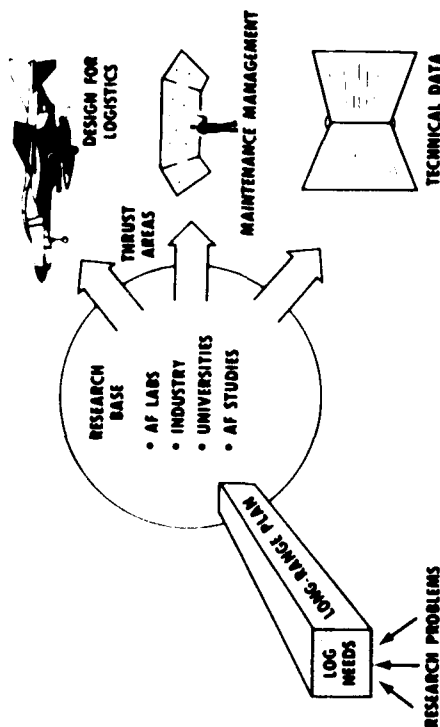 RESEARCH PROBLEMS
LOG
NEEDS
LONG-RANGE PLAN
RESEARCH
BASE
• AF LABS
• INDUSTRY
• UNIVERSITIES
• AF STUDIES
THRUST
AREAS
DESIGN FOR
LOGISTICS
MAINTENANCE MANAGEMENT
TECHNICAL DATA